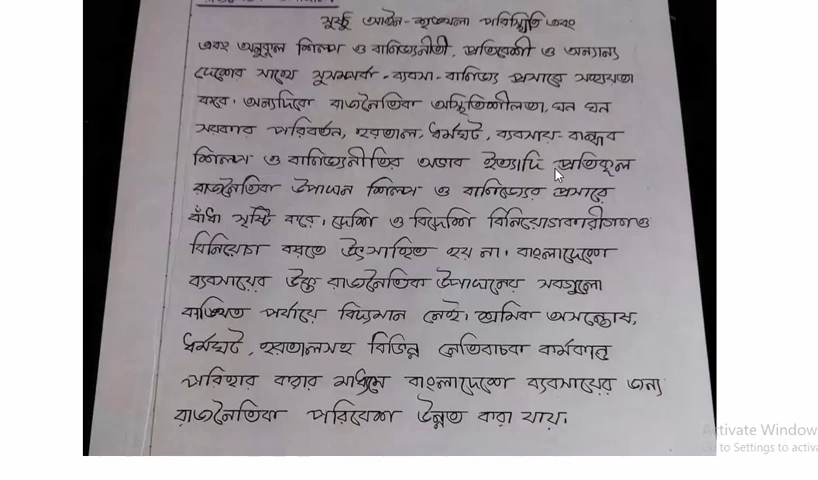 সুষ্ঠু আইন-শৃঙ্খলা পরিস্থিতি এবং
এবং অনুকূল শিল্প ও বানিজ্যনীতী, প্রতিবেশী ও অন্যান্য
দেশের সাথে সুসম্পর্ক-ব্যবসা-বানিজ্য প্রসারে সহায়তা
করে। অন্যদিকে রাজনৈতিক অস্থিতিশীলতা, ঘন ঘন
সরকার পরিবর্তন, হরতাল, ধর্মঘট, ব্যবসায়-বান্ধব
শিল্প ও বানিজ্যনীতির অভাব ইত্যাদি প্রতিকূল
রাজনৈতিক উপাদান শিল্প ও বানিজ্যের প্রসারে
বাঁধা সৃষ্টি করে। দেশি ও বিদেশি বিনিয়োগকারীগণও
বিনিয়োগ করতে উৎসাহিত হয় না। বাংলাদেশে
ব্যবসায়ের উক্ত রাজনৈতিক উপাদানের সবগুলো
কাঙ্খিত পর্যায়ে বিদ্যমান নেই। শ্রমিক অসন্তোষ,
ধর্মঘট, হরতালসহ বিভিন্ন নেতিবাচক কর্মকান্ড
পরিহার করার মাধ্যমে বাংলাদেশে ব্যবসায়ের জন্য
রাজনৈতিক পরিবেশ উন্নত করা যায়।
Activate Window
Go to Settings to activa